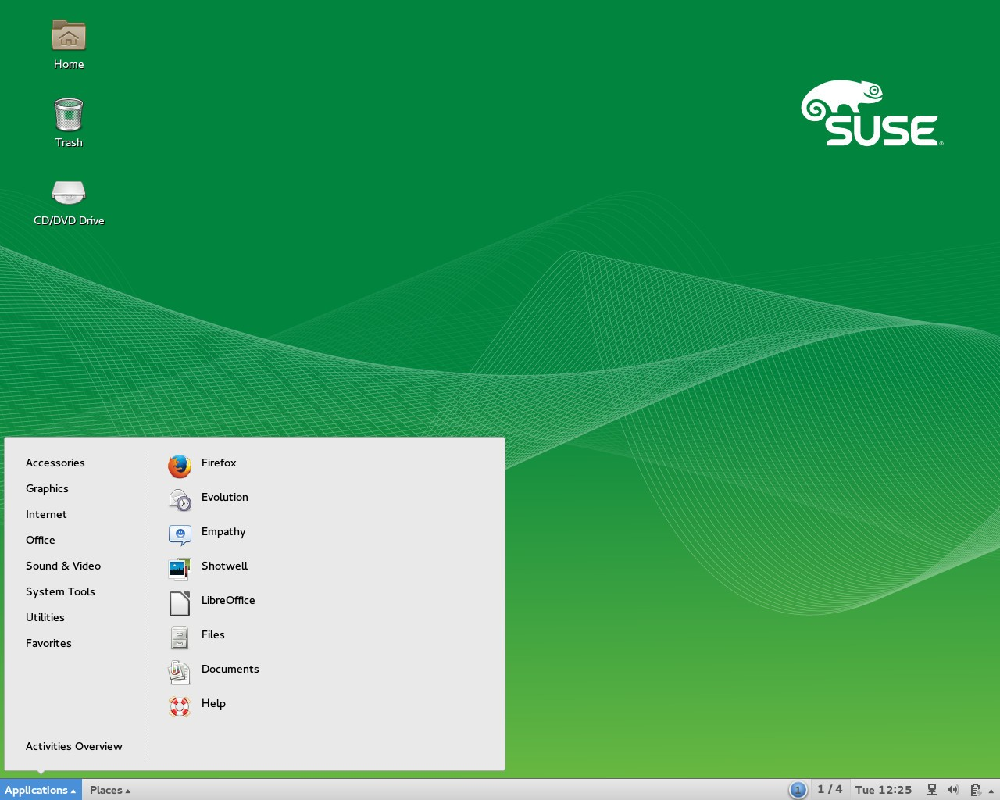 Home
Trash
CD/DVD Drive
SUSE®
Accessories
Graphics
Internet
Office
Sound & Video
System Tools
Utilities
Favorites
Activities Overview
Firefox
Evolution
Empathy
Shotwell
LibreOffice
Files
Documents
Help
Applications Places 1 1 / 4 Tue 12:25